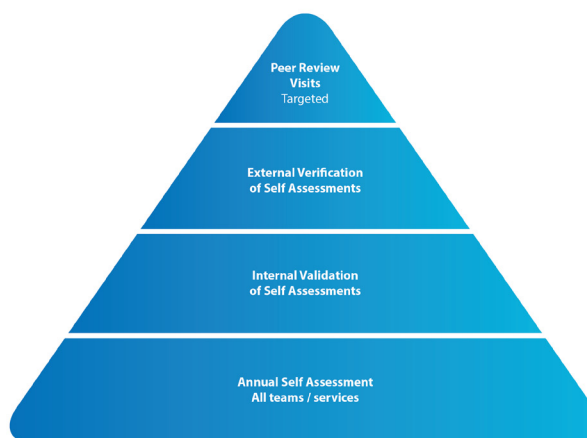 Peer Review
Visits
Targeted
External Verification
of Self Assessments
Internal Validation
of Self Assessments
Annual Self Assessment
All teams / services